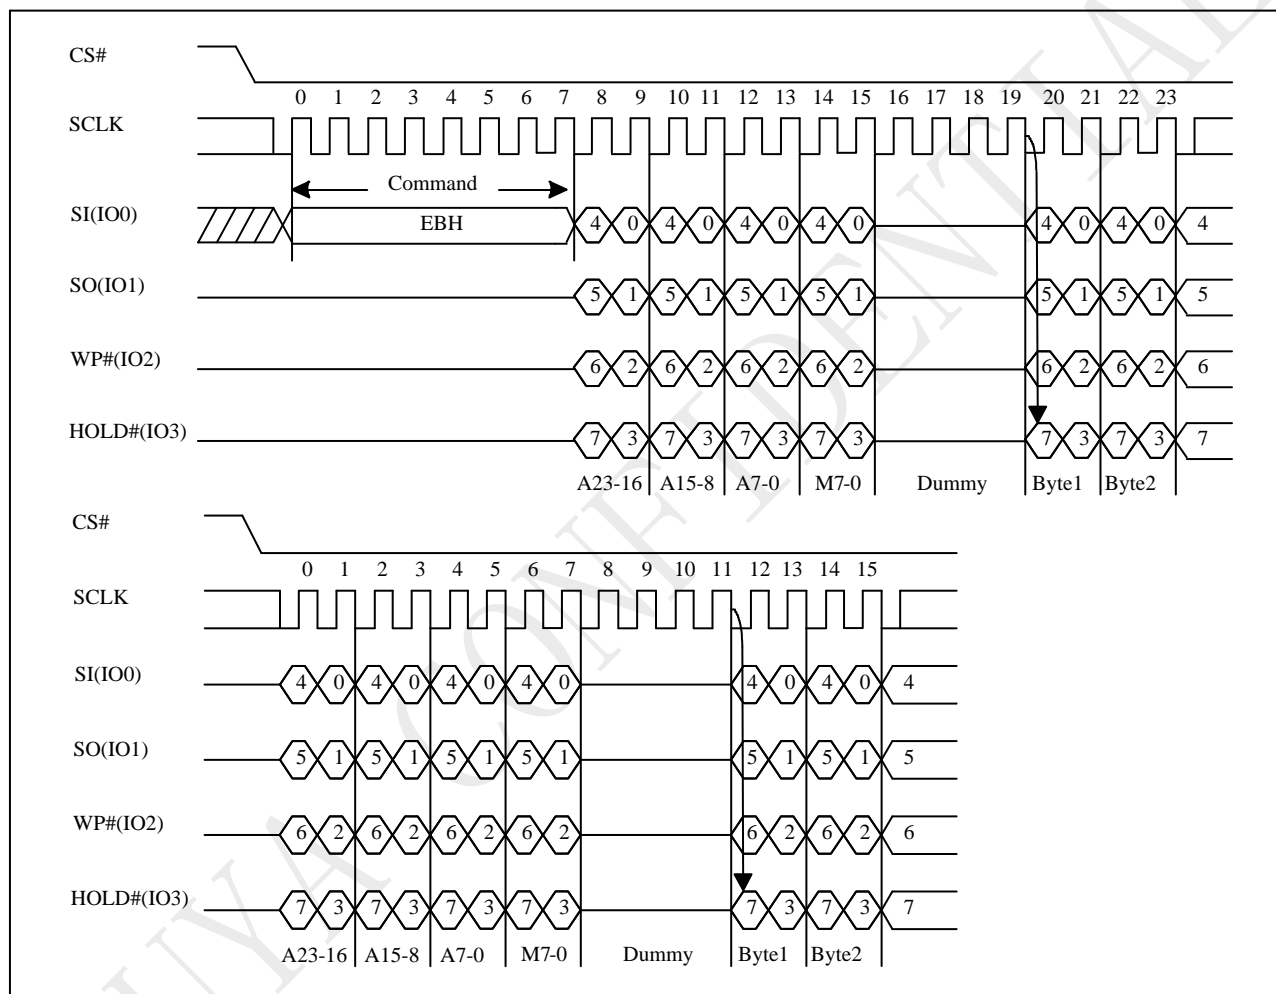 CS#
0 1 2 3 4 5 6 7 8 9 10 11 12 13 14 15 16 17 18 19 20 21 22 23
SCLK
Command
SI(IO0) EBH 4 0 4 0 4 0 4 0 4 0 4 0 4
SO(IO1) 5 1 5 1 5 1 5 1 5 1 5 1 5
WP#(IO2) 6 2 6 2 6 2 6 2 6 2 6 2 6
HOLD#(IO3) 7 3 7 3 7 3 7 3 7 3 7 3 7
A23-16 A15-8 A7-0 M7-0 Dummy Byte1 Byte2
CS#
0 1 2 3 4 5 6 7 8 9 10 11 12 13 14 15
SCLK
SI(IO0) 4 0 4 0 4 0 4 0 4 0 4 0 4
SO(IO1) 5 1 5 1 5 1 5 1 5 1 5 1 5
WP#(IO2) 6 2 6 2 6 2 6 2 6 2 6 2 6
HOLD#(IO3) 7 3 7 3 7 3 7 3 7 3 7 3 7
A23-16 A15-8 A7-0 M7-0 Dummy Byte1 Byte2
UYA CONFIDENTIAL